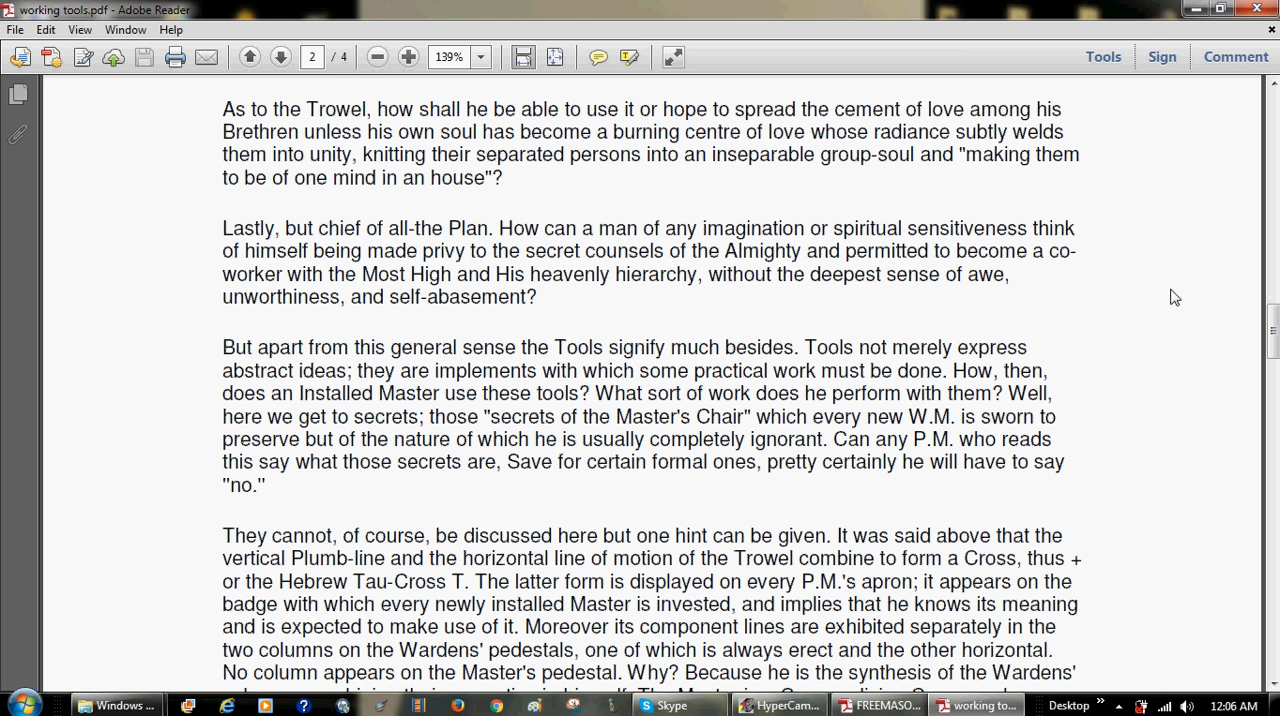 working tools.pdf - Adobe Reader
File Edit View Window Help
2 / 4 139% Tools Sign Comment
As to the Trowel, how shall he be able to use it or hope to spread the cement of love among his
Brethren unless his own soul has become a burning centre of love whose radiance subtly welds
them into unity, knitting their separated persons into an inseparable group-soul and "making them
to be of one mind in an house"?
Lastly, but chief of all-the Plan. How can a man of any imagination or spiritual sensitiveness think
of himself being made privy to the secret counsels of the Almighty and permitted to become a co-
worker with the Most High and His heavenly hierarchy, without the deepest sense of awe,
unworthiness, and self-abasement?
But apart from this general sense the Tools signify much besides. Tools not merely express
abstract ideas; they are implements with which some practical work must be done. How, then,
does an Installed Master use these tools? What sort of work does he perform with them? Well,
here we get to secrets; those "secrets of the Master's Chair" which every new W.M. is sworn to
preserve but of the nature of which he is usually completely ignorant. Can any P.M. who reads
this say what those secrets are, Save for certain formal ones, pretty certainly he will have to say
"no."
They cannot, of course, be discussed here but one hint can be given. It was said above that the
vertical Plumb-line and the horizontal line of motion of the Trowel combine to form a Cross, thus +
or the Hebrew Tau-Cross T. The latter form is displayed on every P.M.'s apron; it appears on the
badge with which every newly installed Master is invested, and implies that he knows its meaning
and is expected to make use of it. Moreover its component lines are exhibited separately in the
two columns on the Wardens' pedestals, one of which is always erect and the other horizontal.
No column appears on the Master's pedestal. Why? Because he is the synthesis of the Wardens'
Windows ... Skype HyperCam... FREEMASO... working to... Desktop 12:06 AM